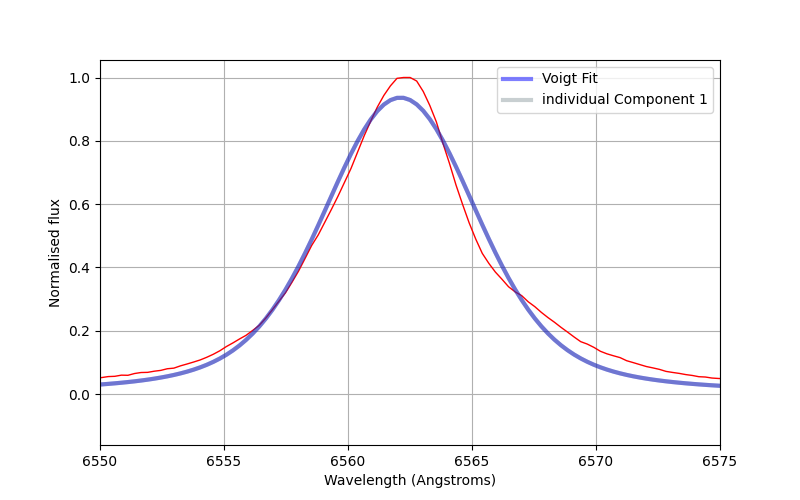 Voigt Fit
individual Component 1
1.0
0.8
0.6
0.4
0.2
0.0
Normalised flux
6550 6555 6560 6565 6570 6575
Wavelength (Angstroms)